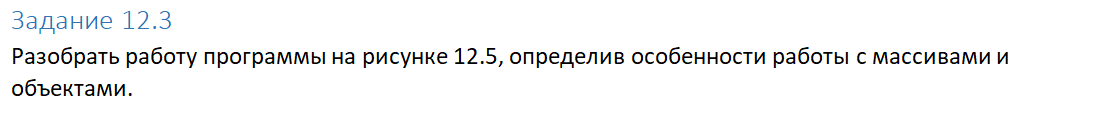 Задание 12.3
Разобрать работу программы на рисунке 12.5, определив особенности работы с массивами и
объектами.